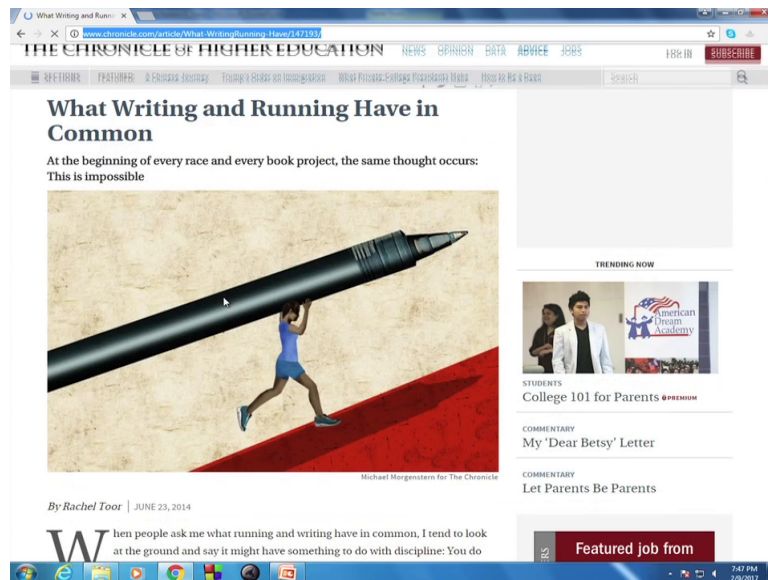 What Writing and Runni
www.chronicle.com/article/What-WritingRunning-Have/147193/
THE CHRONICLE OF HIGHER EDUCATION
NEWS OPINION DATA ADVICE JOBS
LOG IN
SUBSCRIBE
SECTIONS
FEATURED:
Search
What Writing and Running Have in
Common
At the beginning of every race and every book project, the same thought occurs:
This is impossible
Michael Morgenstern for The Chronicle
By Rachel Toor | JUNE 23, 2014
When people ask me what running and writing have in common, I tend to look
at the ground and say it might have something to do with discipline: You do
TRENDING NOW
American
Dream
Academy
STUDENTS
College 101 for Parents PREMIUM
COMMENTARY
My ‘Dear Betsy’ Letter
COMMENTARY
Let Parents Be Parents
ERS
Featured job from
7:47 PM
2/9/2017